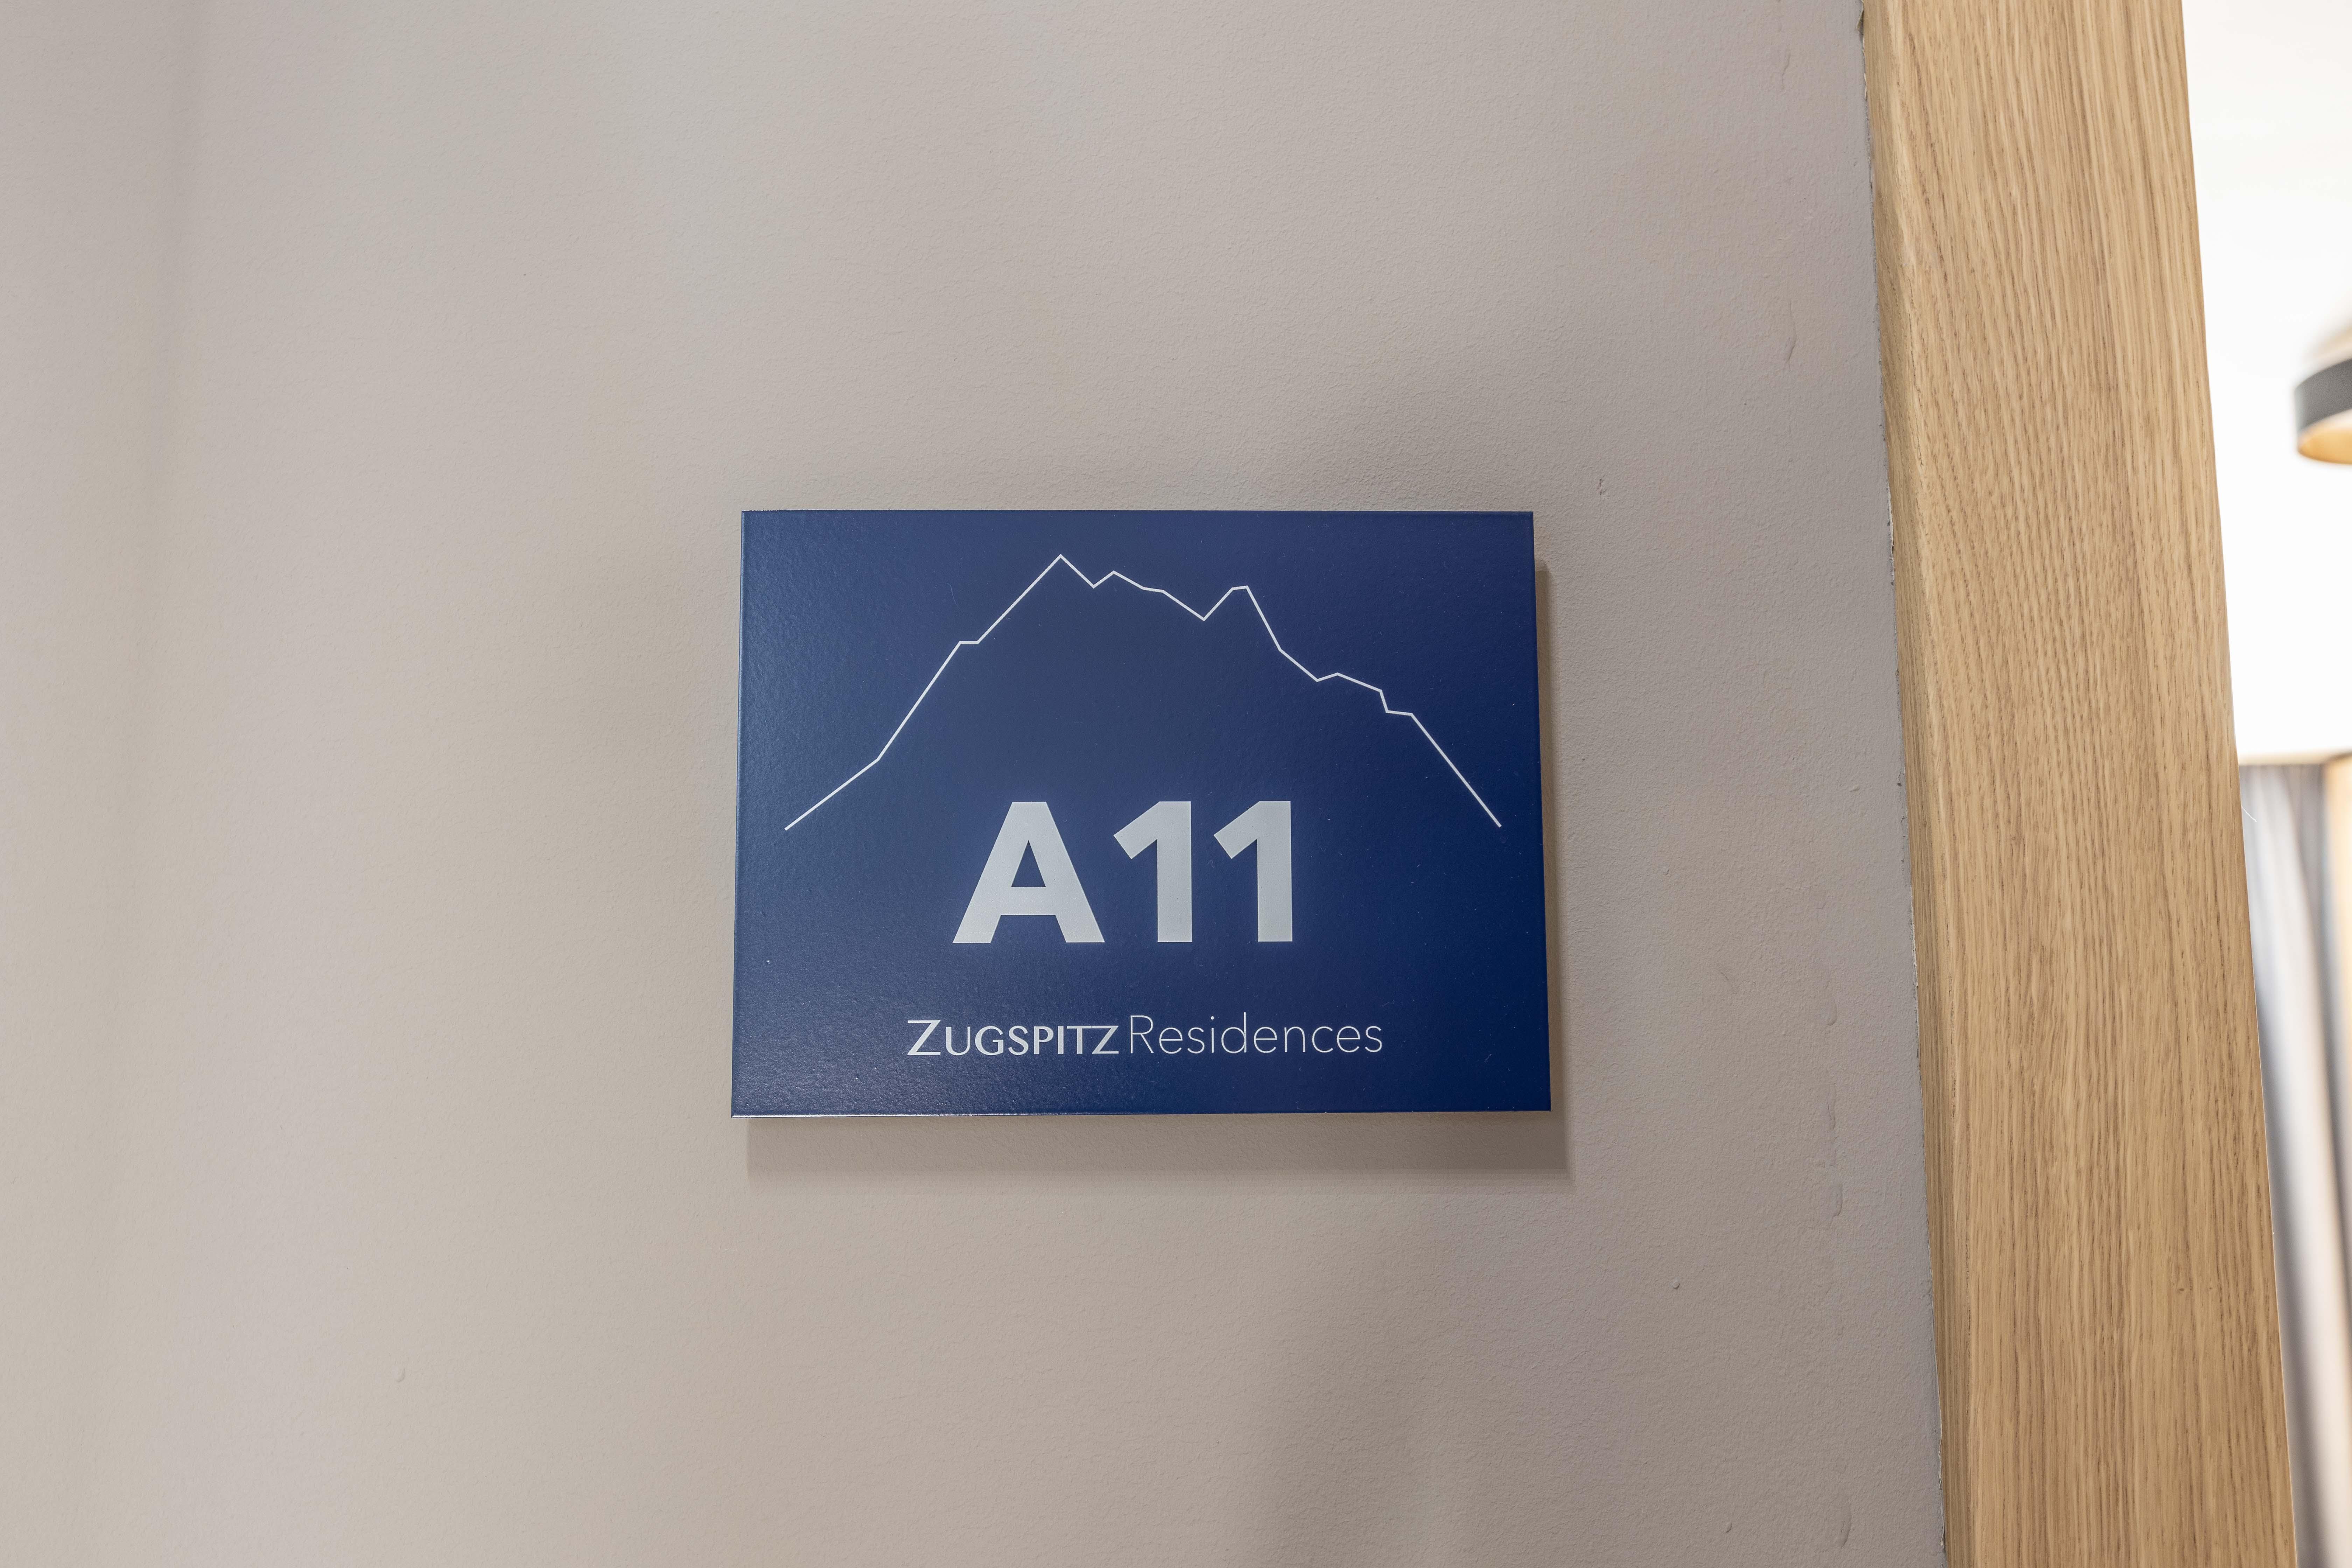 A11
ZUGSPITZ Residences